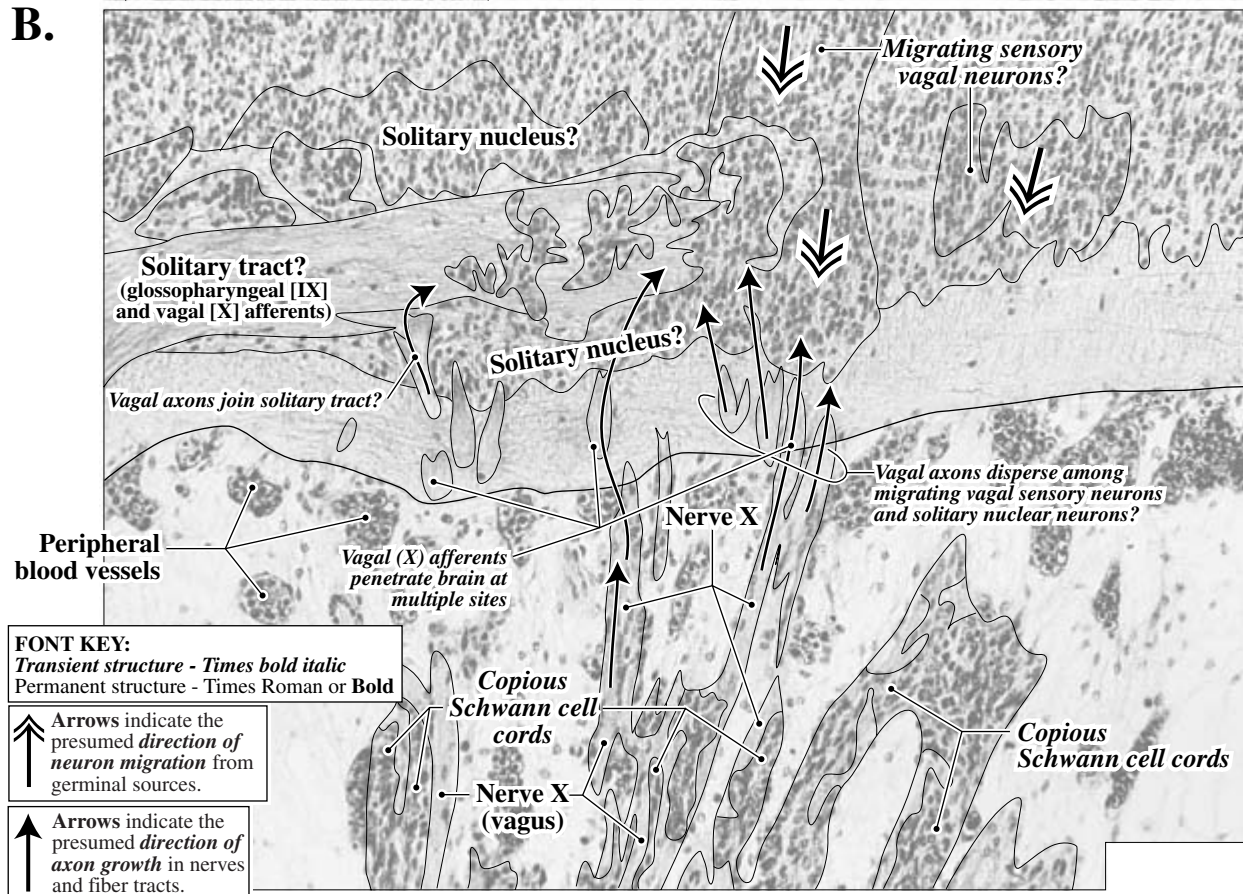 B.
Migrating sensory
vagal neurons?
Solitary nucleus?
Solitary tract?
(glossopharyngeal [IX]
and vagal [X] afferents)
Solitary nucleus?
Vagal axons join solitary tract?
Vagal axons disperse among
migrating vagal sensory neurons
and solitary nuclear neurons?
Nerve X
Peripheral
blood vessels
Vagal (X) afferents
penetrate brain at
multiple sites
FONT KEY:
Transient structure - Times bold italic
Permanent structure - Times Roman or Bold
Arrows indicate the
presumed direction of
neuron migration from
germinal sources.
Arrows indicate the
presumed direction of
axon growth in nerves
and fiber tracts.
Copious
Schwann cell
cords
Copious
Schwann cell cords
Nerve X
(vagus)